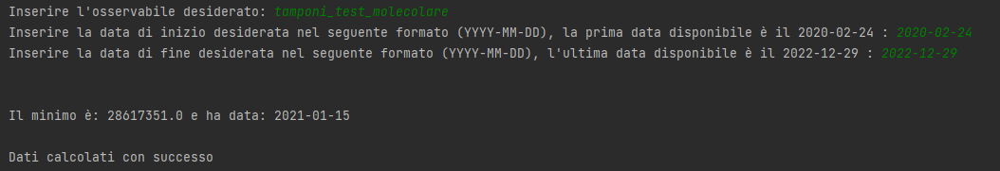 Inserire l'osservabile desiderato: tamponi_test_molecolare
Inserire la data di inizio desiderata nel seguente formato (YYYY-MM-DD), la prima data disponibile è il 2020-02-24 : 2020-02-24
Inserire la data di fine desiderata nel seguente formato (YYYY-MM-DD), l'ultima data disponibile è il 2022-12-29 : 2022-12-29
Il minimo è: 28617351.0 e ha data: 2021-01-15
Dati calcolati con successo